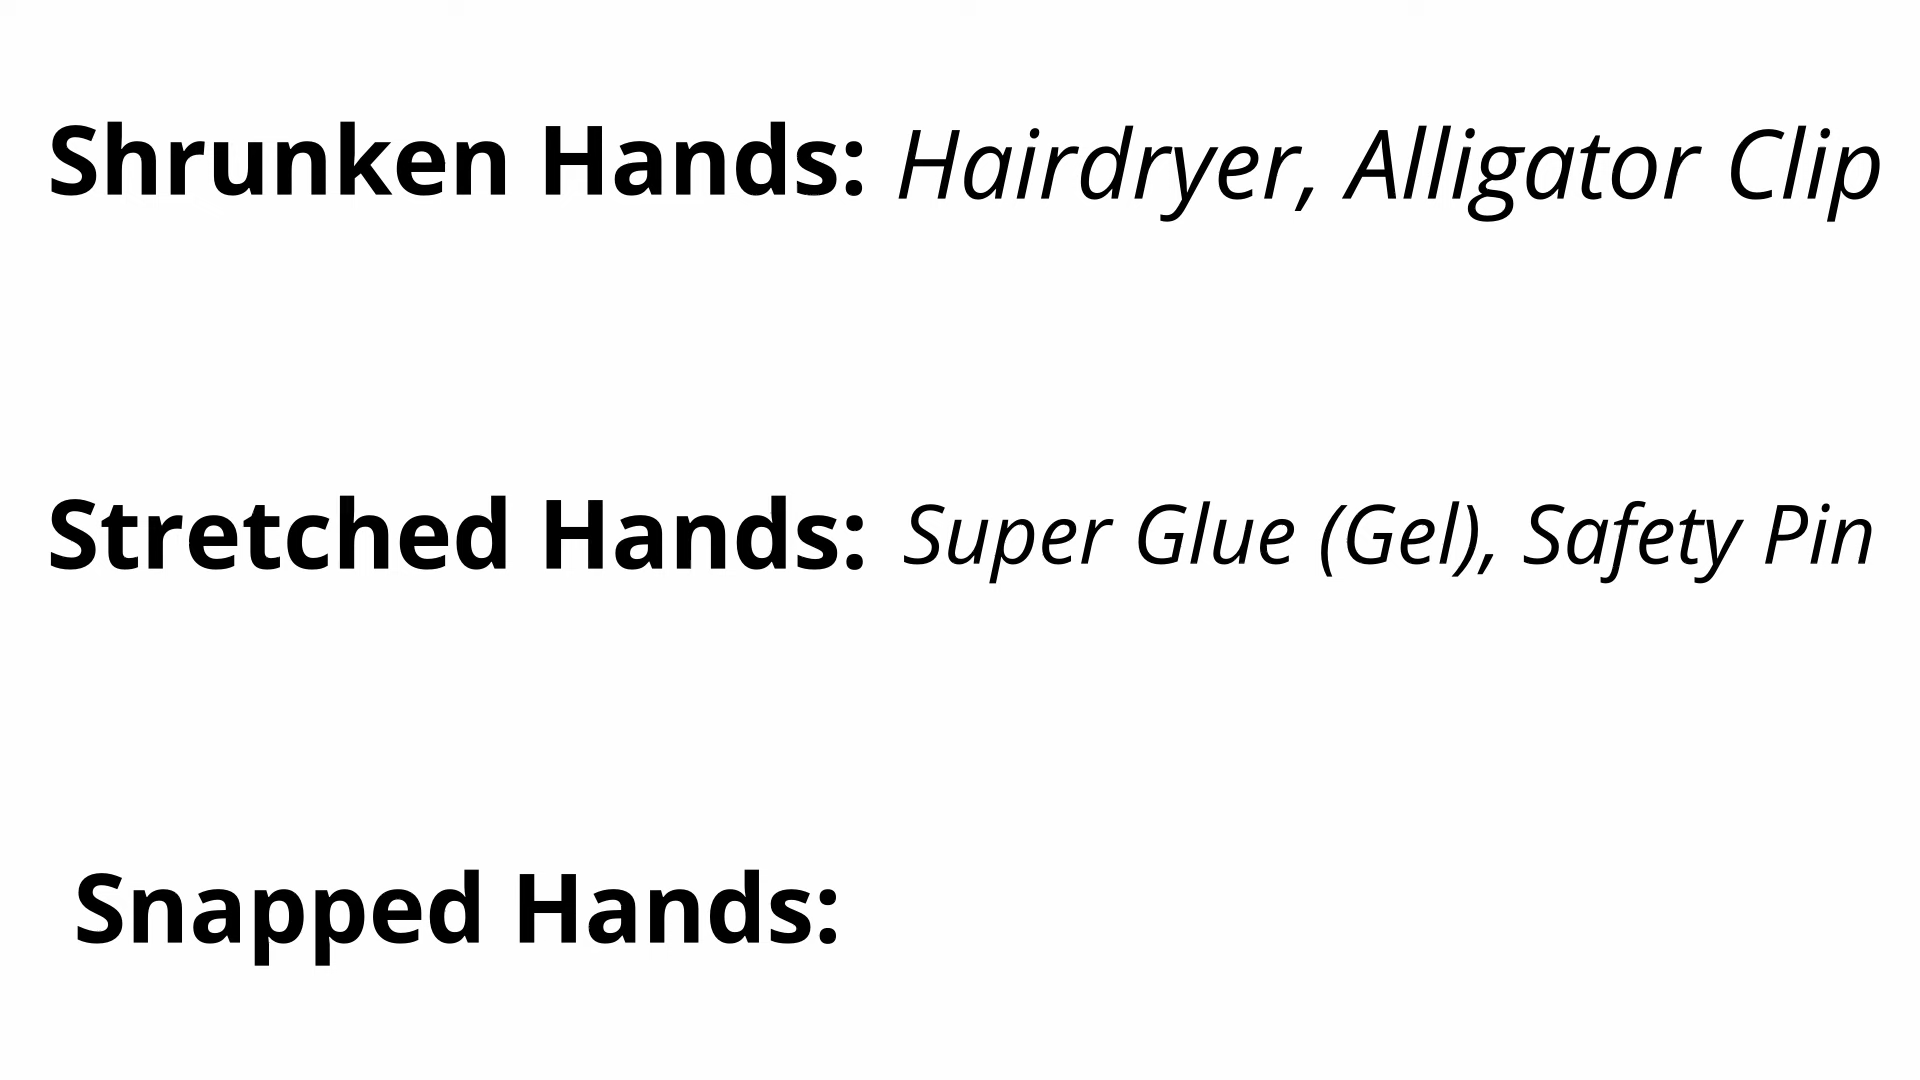 Shrunken Hands: Hairdryer, Alligator Clip
Stretched Hands: Super Glue (Gel), Safety Pin
Snapped Hands: